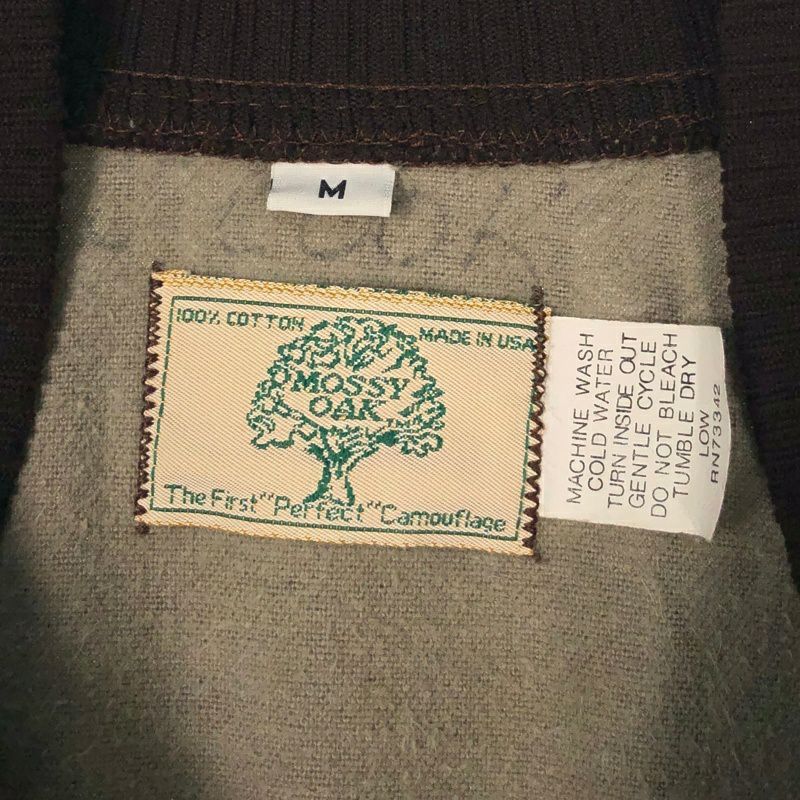 M
100% COTTON
MADE IN USA
MOSSY
OAK
The First "Perfect" Camouflage
MACHINE WASH
COLD WATER
TURN INSIDE OUT
GENTLE CYCLE
DO NOT BLEACH
TUMBLE DRY
LOW
RN73342